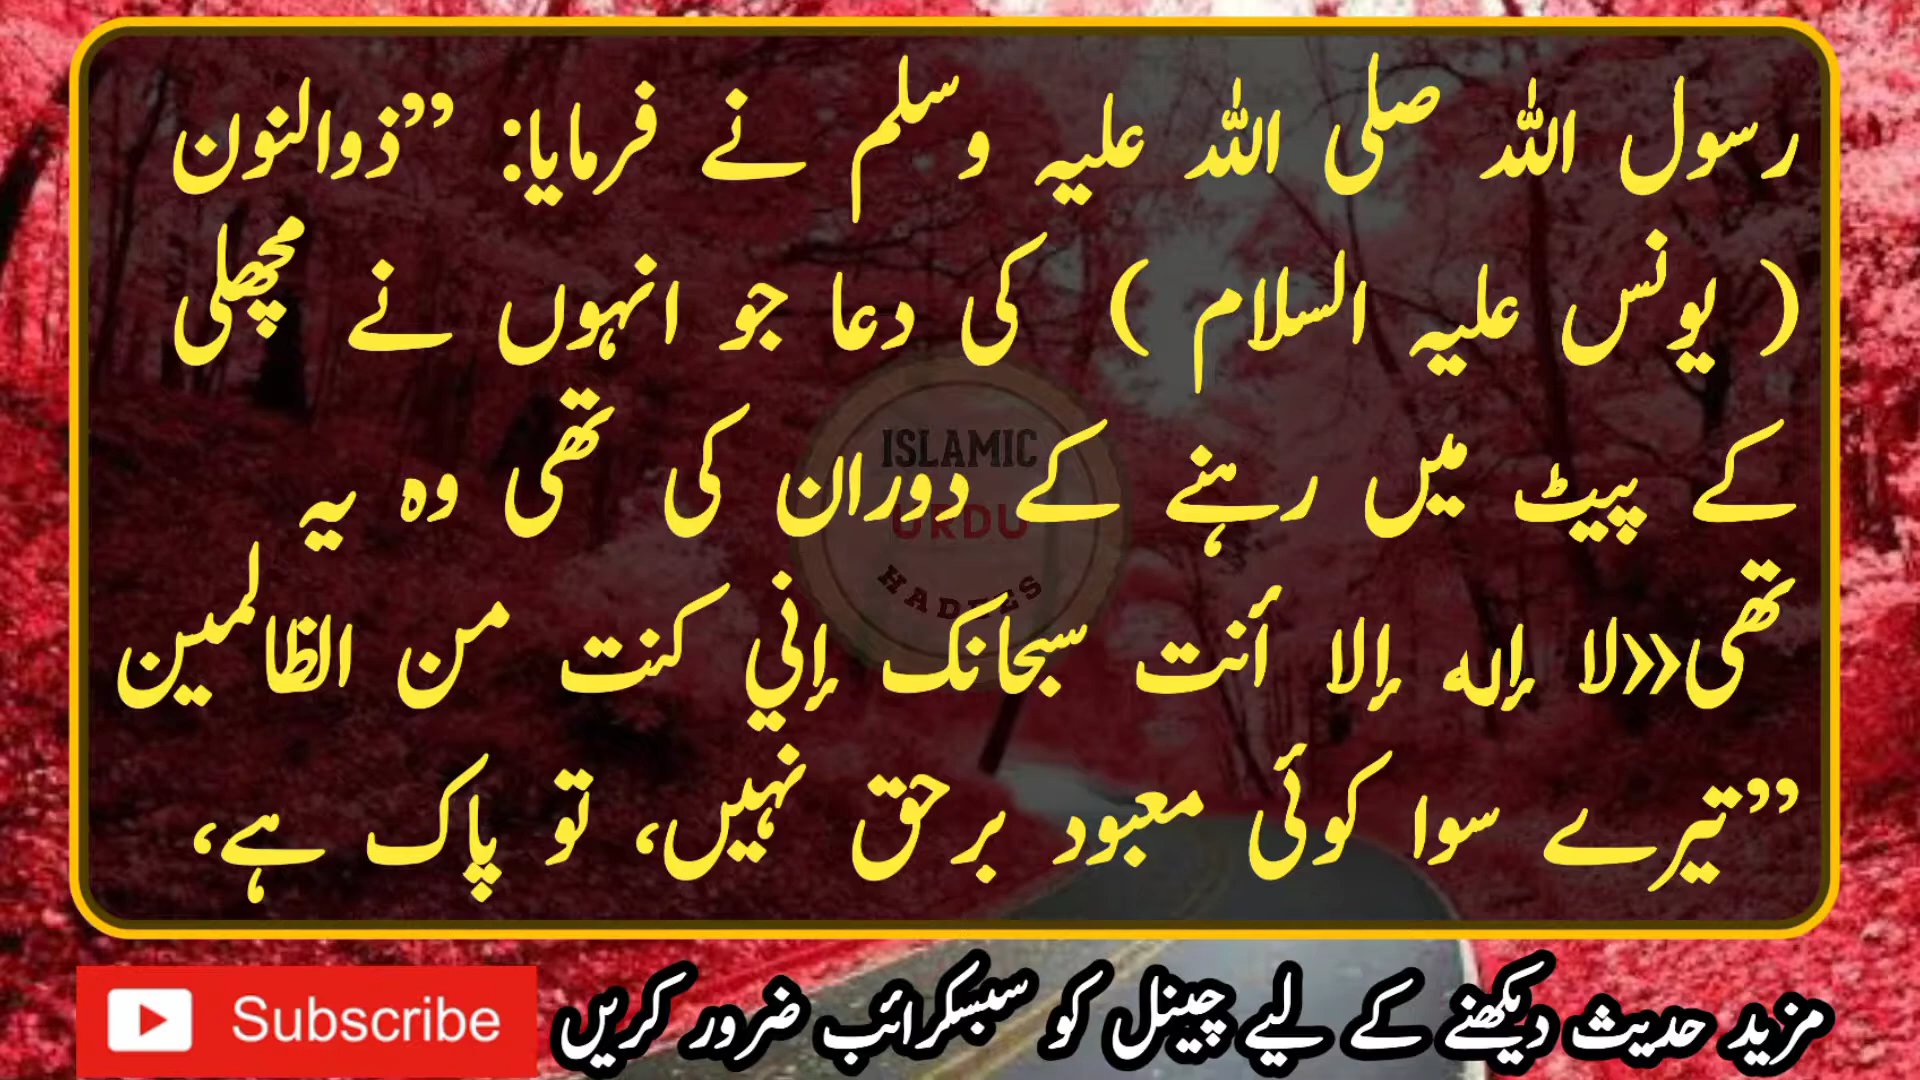 رسول اللہ صلی اللہ علیہ وسلم نے فرمایا: ”ذوالنون
( یونس علیہ السلام ) کی دعا جو انہوں نے مچھلی
کے پیٹ میں رہنے کے دوران کی تھی وہ یہ
تھی«لا إله إلا أنت سبحانك إني كنت من الظالمين
”تیرے سوا کوئی معبود برحق نہیں، تو پاک ہے،
ISLAMIC
URDU
HADEES
Subscribe
مزید حدیث دیکھنے کے لیے چینل کو سبسکرائب ضرور کریں